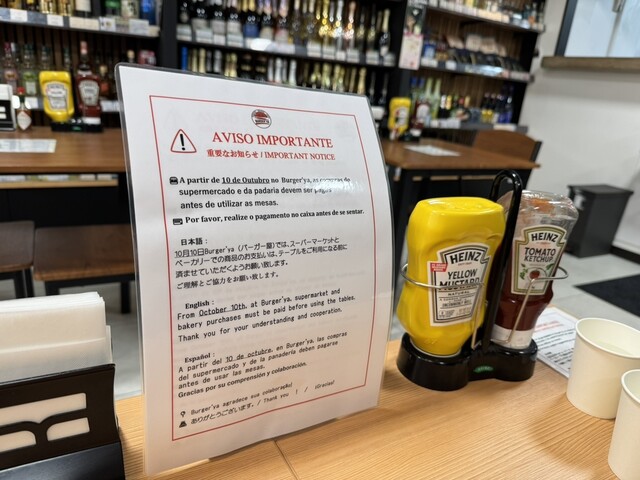 AVISO IMPORTANTE
重要なお知らせ / IMPORTANT NOTICE
A partir de 10 de Outubro no Burger'ya, as compras do
supermercado e da padaria devem ser pagas
antes de utilizar as mesas.
Por favor, realize o pagamento no caixa antes de se sentar.
日本語：
10月10日Burger'ya（バーガー屋）では、スーパーマーケットと
ベーカリーでの商品のお支払いは、テーブルをご利用になる前に
済ませていただくようお願い致します。
ご理解とご協力をお願い致します。
English:
From October 10th, at Burger'ya, supermarket and
bakery purchases must be paid before using the tables.
Thank you for your understanding and cooperation.
Español:
A partir del 10 de octubre, en Burger'ya, las compras
del supermercado y de la panadería deben pagarse
antes de usar las mesas.
Gracias por su comprensión y colaboración.
Burger'ya agradece sua colaboração!
ありがとうございます。/ Thank you ! / ¡Gracias!
HEINZ
YELLOW
MUSTARD
HEINZ
TOMATO
KETCHUP